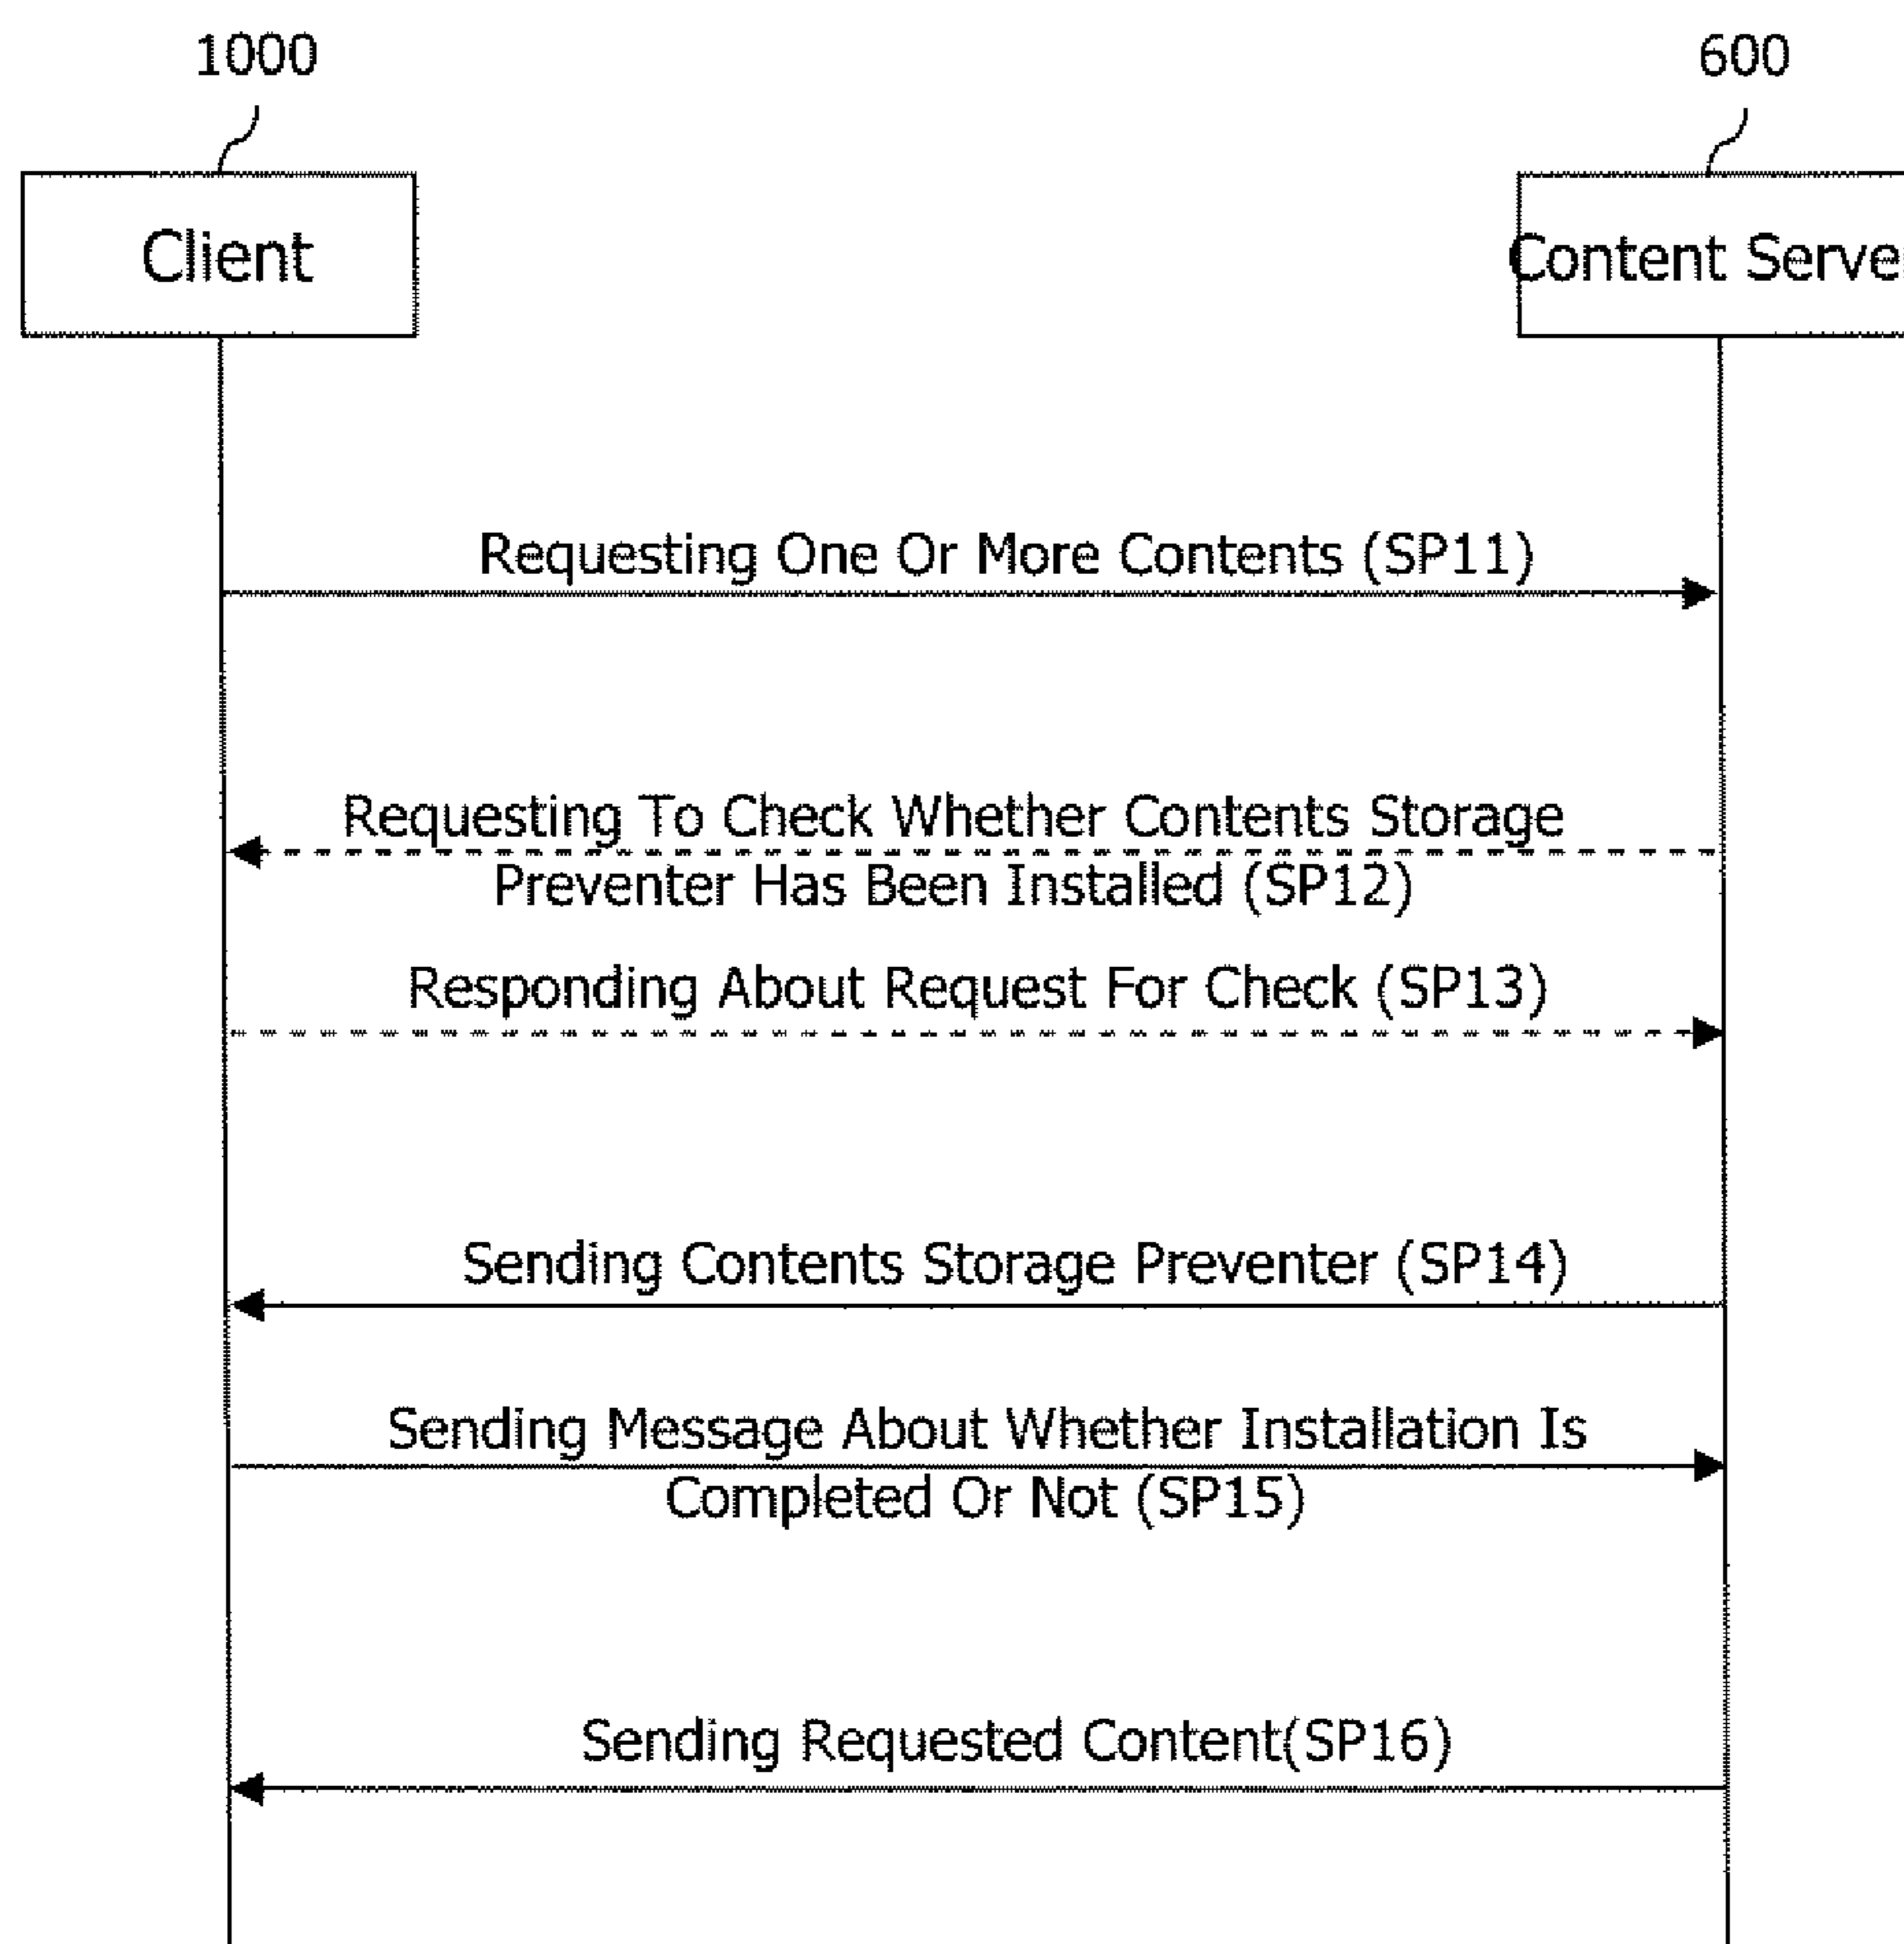 1000
600
Client
Content Serve
Requesting One Or More Contents (SP11)
Requesting To Check Whether Contents Storage
Preventer Has Been Installed (SP12)
Responding About Request For Check (SP13)
Sending Contents Storage Preventer (SP14)
Sending Message About Whether Installation Is
Completed Or Not (SP15)
Sending Requested Content(SP16)